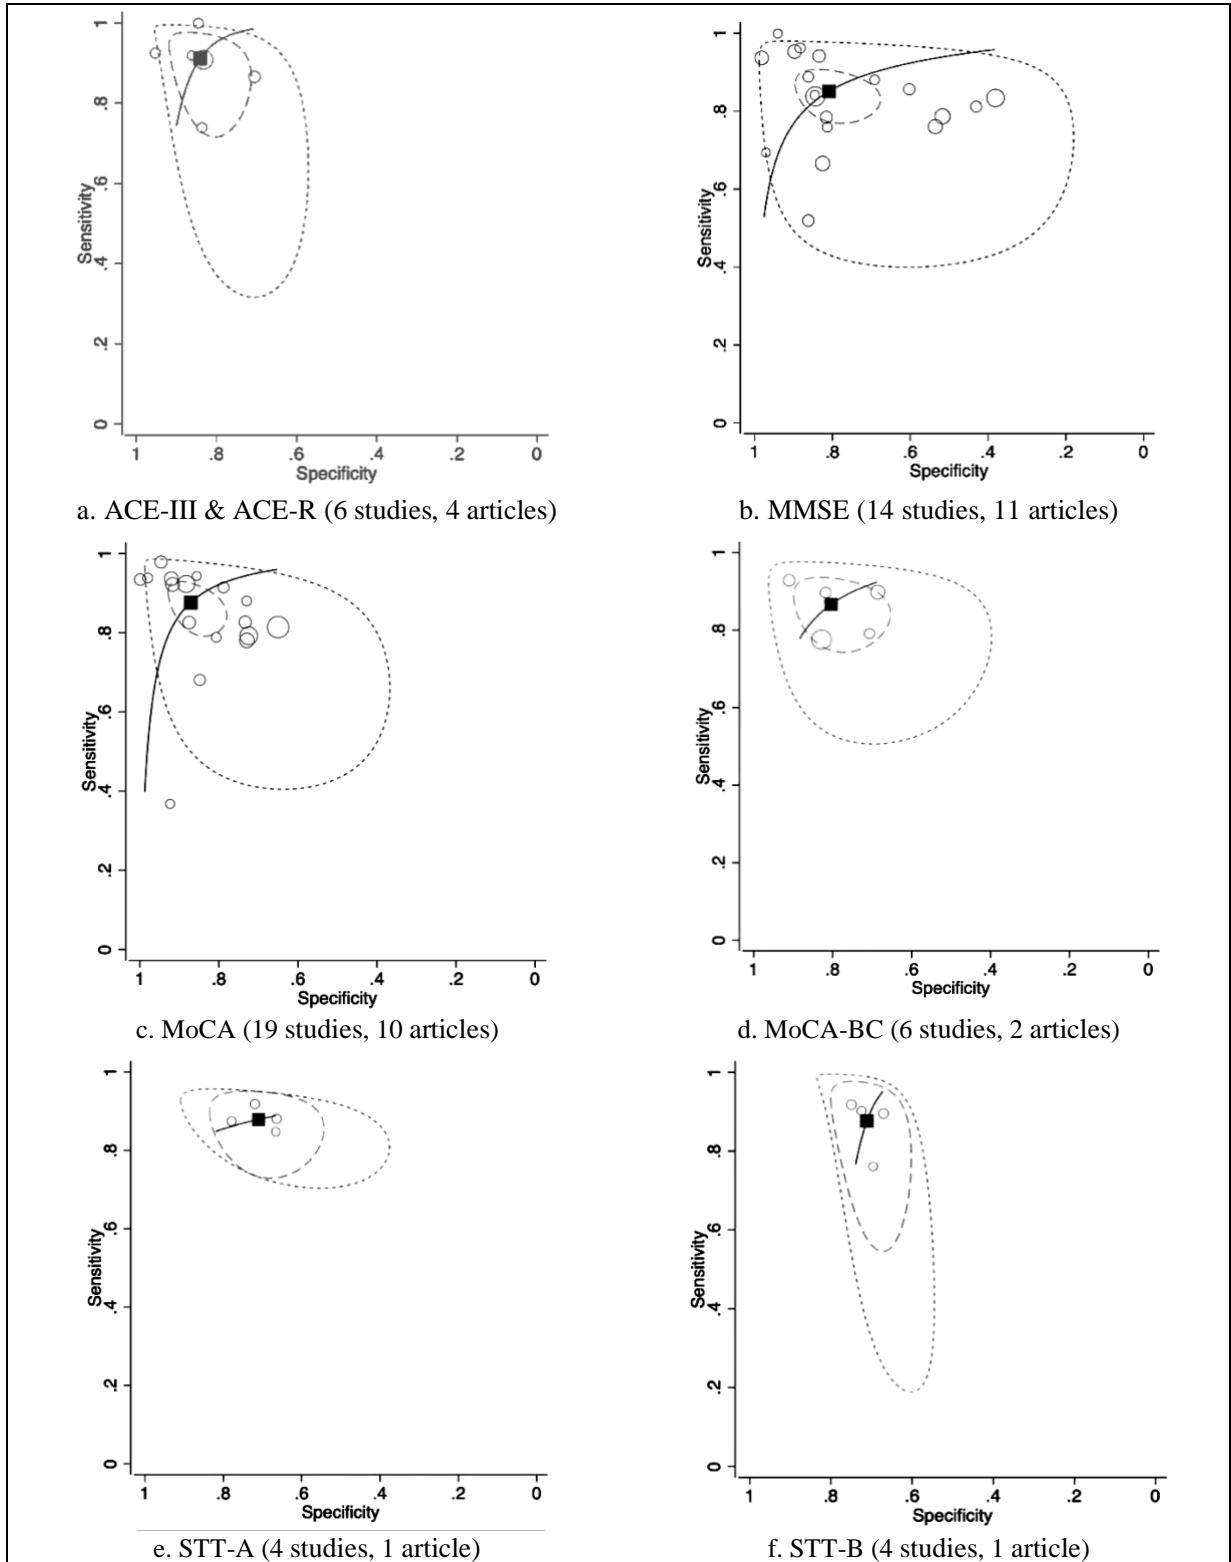 1
.8
.6
.4
.2
0
Sensitivity
1 .8 .6 .4 .2 0
Specificity
a. ACE-III & ACE-R (6 studies, 4 articles)
1
.8
.6
.4
.2
0
Sensitivity
1 .8 .6 .4 .2 0
Specificity
b. MMSE (14 studies, 11 articles)
1
.8
.6
.4
.2
0
Sensitivity
1 .8 .6 .4 .2 0
Specificity
c. MoCA (19 studies, 10 articles)
1
.8
.6
.4
.2
0
Sensitivity
1 .8 .6 .4 .2 0
Specificity
d. MoCA-BC (6 studies, 2 articles)
1
.8
.6
.4
.2
0
Sensitivity
1 .8 .6 .4 .2 0
Specificity
e. STT-A (4 studies, 1 article)
1
.8
.6
.4
.2
0
Sensitivity
1 .8 .6 .4 .2 0
Specificity
f. STT-B (4 studies, 1 article)